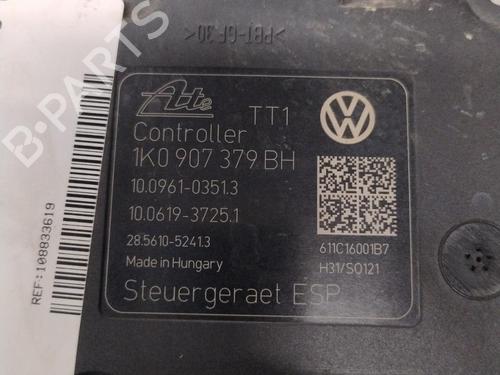 >PBT-GF30<
Ate
TT1
Controller
1K0 907 379 BH
10.0961-0351.3
10.0619-3725.1
28.5610-5241.3
Made in Hungary
Steuergeraet ESP
611C16001B7
H31/S0121
REF:108833619
B-PARTS